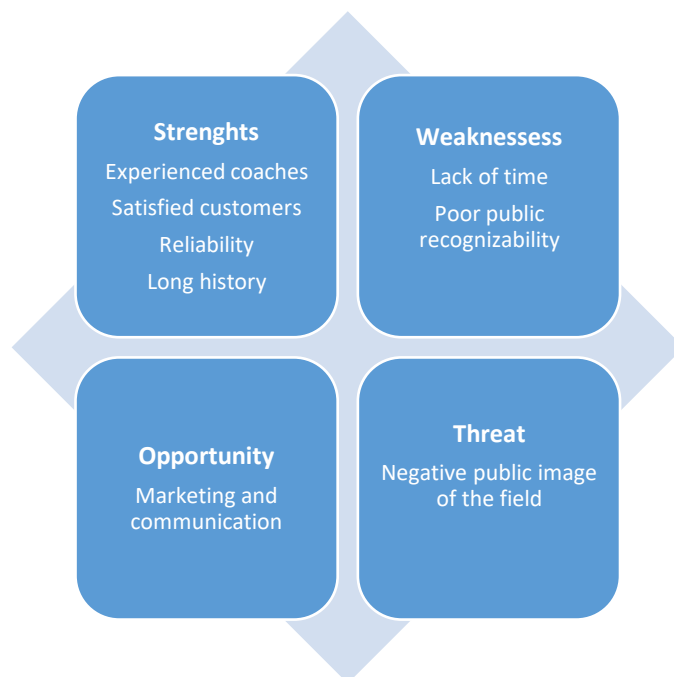 Strenghts
Experienced coaches
Satisfied customers
Reliability
Long history
Weaknessess
Lack of time
Poor public
recognizability
Opportunity
Marketing and
communication
Threat
Negative public image
of the field